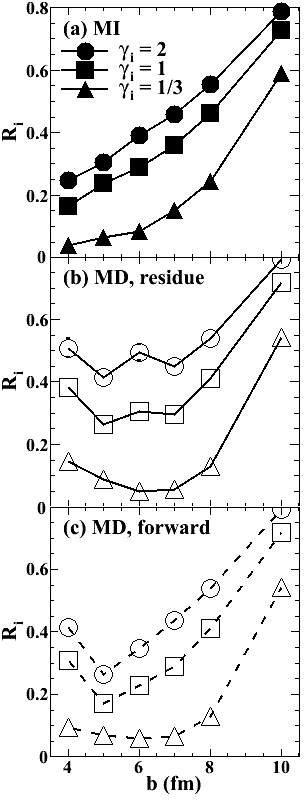 0.8
(a) MI
γi = 2
γi = 1
γi = 1/3
0.6
0.4
Ri
0.2
0
(b) MD, residue
0.6
0.4
Ri
0.2
0
(c) MD, forward
0.6
0.4
Ri
0.2
0
4 6 8 10
b (fm)